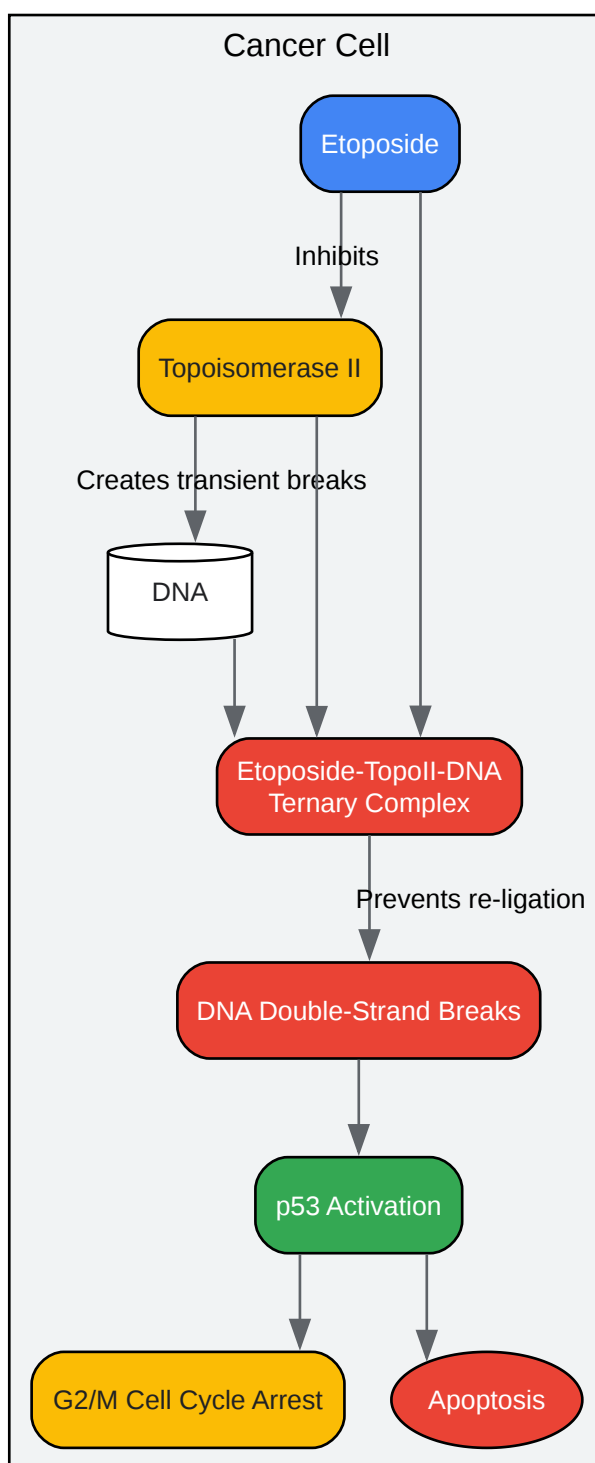 Cancer Cell
Etoposide
Inhibits
Topoisomerase II
Creates transient breaks
DNA
Etoposide-TopoII-DNA
Ternary Complex
Prevents re-ligation
DNA Double-Strand Breaks
p53 Activation
G2/M Cell Cycle Arrest
Apoptosis